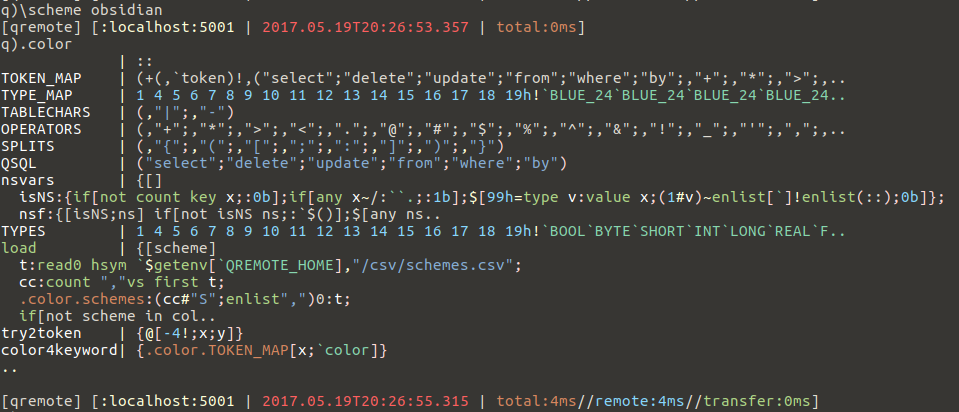 q)\scheme obsidian
[qremote] [:localhost:5001 | 2017.05.19T20:26:53.357 | total:0ms]
q).color
| ::
TOKEN_MAP | (+(,`token)!,("select";"delete";"update";"from";"where";"by";,"+";,"*";,">";,..
TYPE_MAP | 1 4 5 6 7 8 9 10 11 12 13 14 15 16 17 18 19h!`BLUE_24`BLUE_24`BLUE_24`BLUE_24..
TABLECHARS | (,"|";,"-")
OPERATORS | (,"+";,"*";,">";,"<";,".";,"@";,"#";,"$";,"%";,"^";,"&";,"!";,"_";,"'";,",";,..
SPLITS | (,"{";,"(";,"[";,";";,":";,"]";,")";,"}")
QSQL | ("select";"delete";"update";"from";"where";"by")
nsvars | {[]
isNS:{if[not count key x;:0b];if[any x~/:``.;:1b];$[99h=type v:value x;(1#v)~enlist[`]!enlist(::);0b]};
nsf:{[isNS;ns] if[not isNS ns;:`$()];$[any ns..
TYPES | 1 4 5 6 7 8 9 10 11 12 13 14 15 16 17 18 19h!`BOOL`BYTE`SHORT`INT`LONG`REAL`F..
load | {[scheme]
t:read0 hsym `$getenv[`QREMOTE_HOME],"/csv/schemes.csv";
cc:count ","vs first t;
.color.schemes:(cc#"S";enlist",")0:t;
if[not scheme in col..
try2token | {@[-4!;x;y]}
color4keyword| {.color.TOKEN_MAP[x;`color]}
..
[qremote] [:localhost:5001 | 2017.05.19T20:26:55.315 | total:4ms//remote:4ms//transfer:0ms]